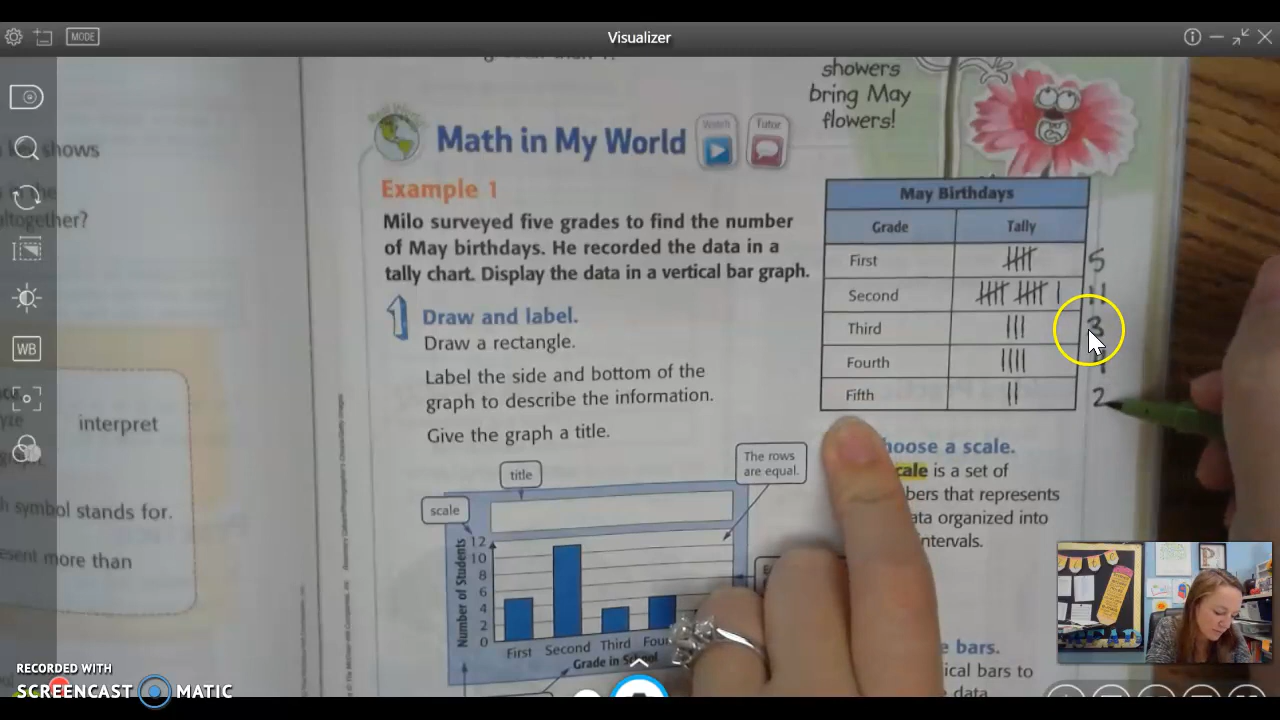 MODE
Visualizer
showers
bring May
flowers!
shows
Math in My World
Watch
Tutor
Example 1
Milo surveyed five grades to find the number
of May birthdays. He recorded the data in a
tally chart. Display the data in a vertical bar graph.
May Birthdays
Grade Tally
First 5
Second 11
Third 3
Fourth
Fifth 2
1 Draw and label.
Draw a rectangle.
Label the side and bottom of the
graph to describe the information.
Give the graph a title.
altogether?
WB
interpret
symbol stands for.
more than
title
The rows
are equal.
scale
12
10
8
6
4
2
0
Number of Students
First Second Third
Grade in School
a scale.
is a set of
that represents
organized into
bars.
bars to
data
RECORDED WITH
SCREENCAST MATIC